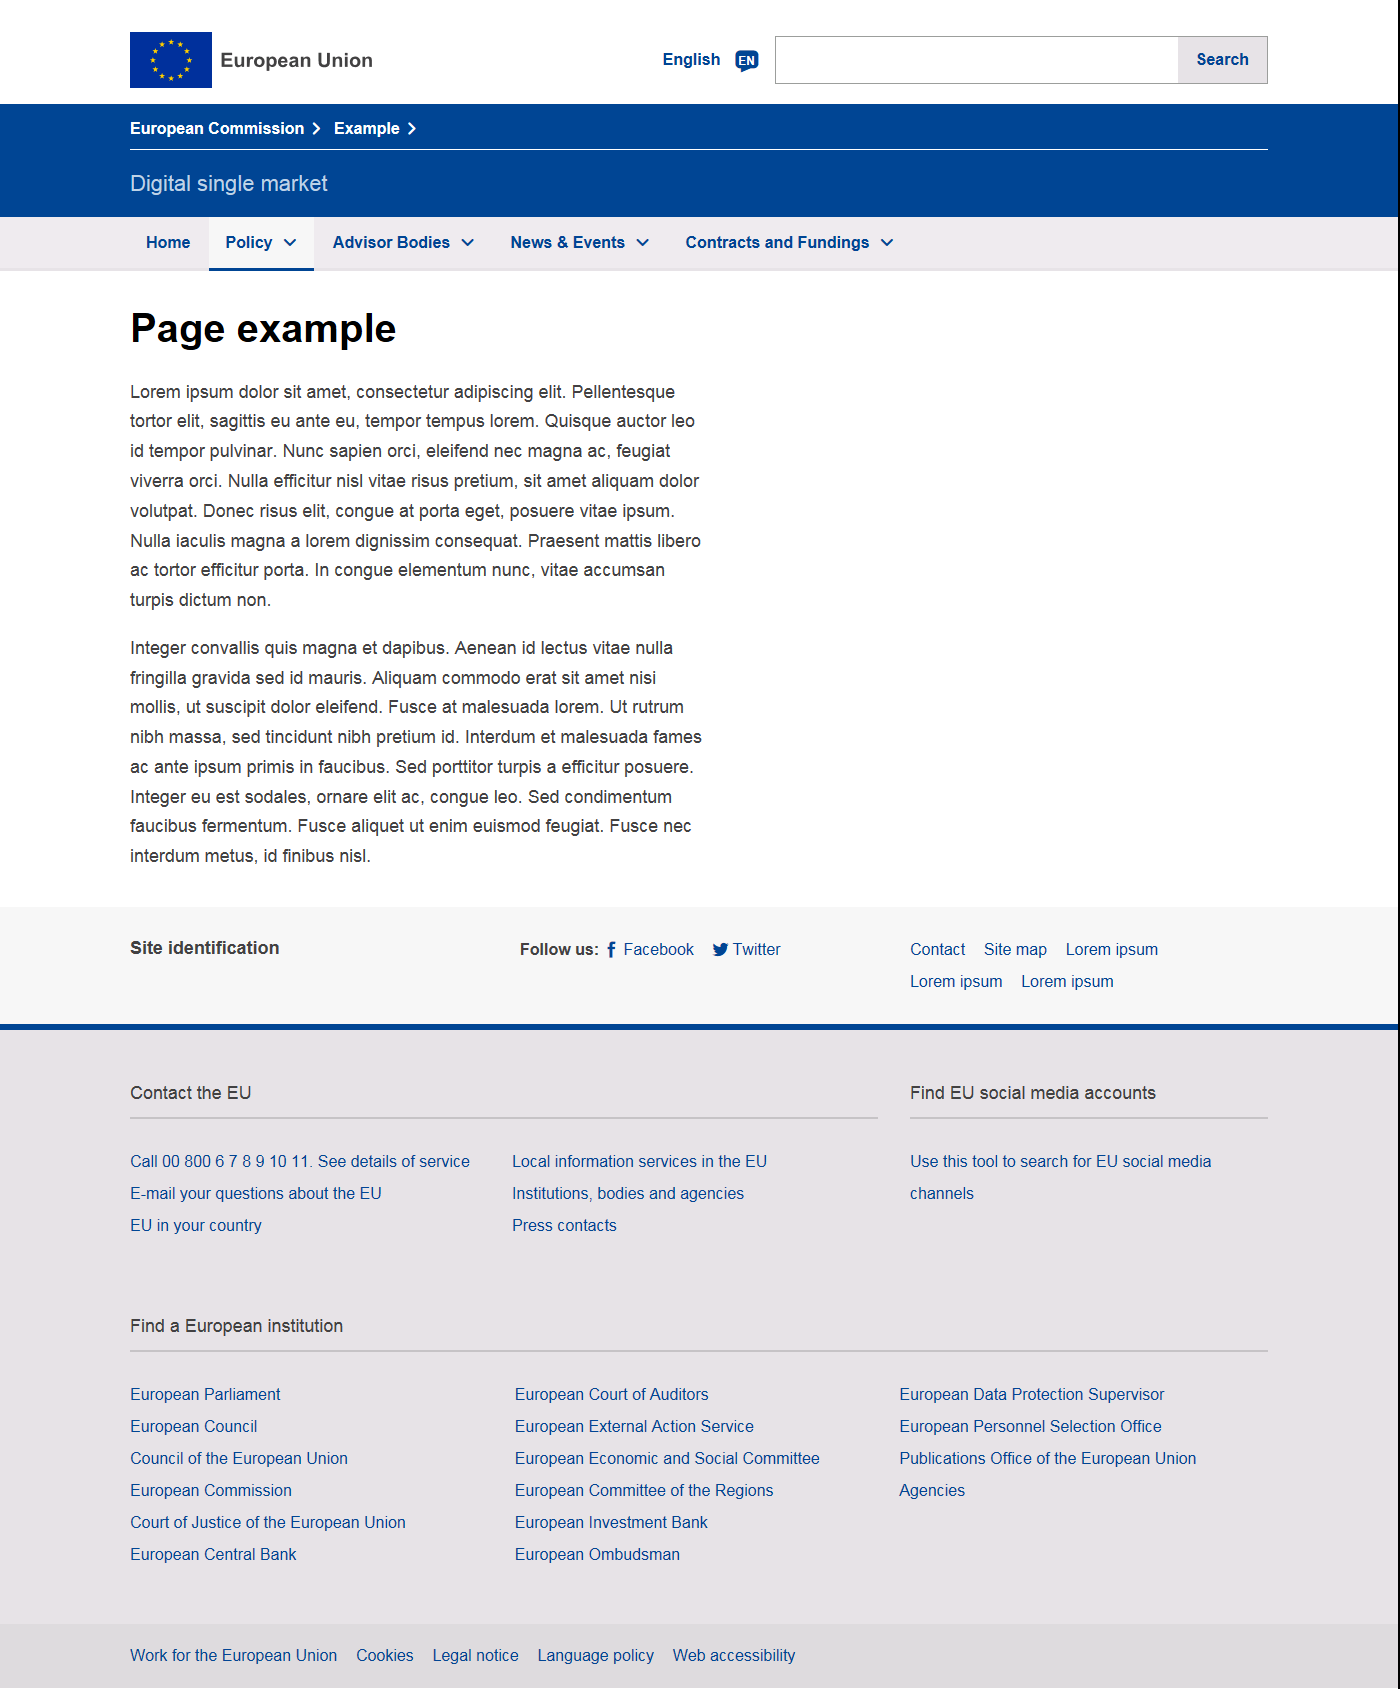 European Union
English EN Search
European Commission Example
Digital single market
Home Policy Advisor Bodies News & Events Contracts and Fundings
Page example
Lorem ipsum dolor sit amet, consectetur adipiscing elit. Pellentesque
tortor elit, sagittis eu ante eu, tempor tempus lorem. Quisque auctor leo
id tempor pulvinar. Nunc sapien orci, eleifend nec magna ac, feugiat
viverra orci. Nulla efficitur nisl vitae risus pretium, sit amet aliquam dolor
volutpat. Donec risus elit, congue at porta eget, posuere vitae ipsum.
Nulla iaculis magna a lorem dignissim consequat. Praesent mattis libero
ac tortor efficitur porta. In congue elementum nunc, vitae accumsan
turpis dictum non.
Integer convallis quis magna et dapibus. Aenean id lectus vitae nulla
fringilla gravida sed id mauris. Aliquam commodo erat sit amet nisi
mollis, ut suscipit dolor eleifend. Fusce at malesuada lorem. Ut rutrum
nibh massa, sed tincidunt nibh pretium id. Interdum et malesuada fames
ac ante ipsum primis in faucibus. Sed porttitor turpis a efficitur posuere.
Integer eu est sodales, ornare elit ac, congue leo. Sed condimentum
faucibus fermentum. Fusce aliquet ut enim euismod feugiat. Fusce nec
interdum metus, id finibus nisl.
Site identification
Follow us: Facebook Twitter
Contact Site map Lorem ipsum
Lorem ipsum Lorem ipsum
Contact the EU
Call 00 800 6 7 8 9 10 11. See details of service
E-mail your questions about the EU
EU in your country
Local information services in the EU
Institutions, bodies and agencies
Press contacts
Find EU social media accounts
Use this tool to search for EU social media
channels
Find a European institution
European Parliament
European Council
Council of the European Union
European Commission
Court of Justice of the European Union
European Central Bank
European Court of Auditors
European External Action Service
European Economic and Social Committee
European Committee of the Regions
European Investment Bank
European Ombudsman
European Data Protection Supervisor
European Personnel Selection Office
Publications Office of the European Union
Agencies
Work for the European Union Cookies Legal notice Language policy Web accessibility